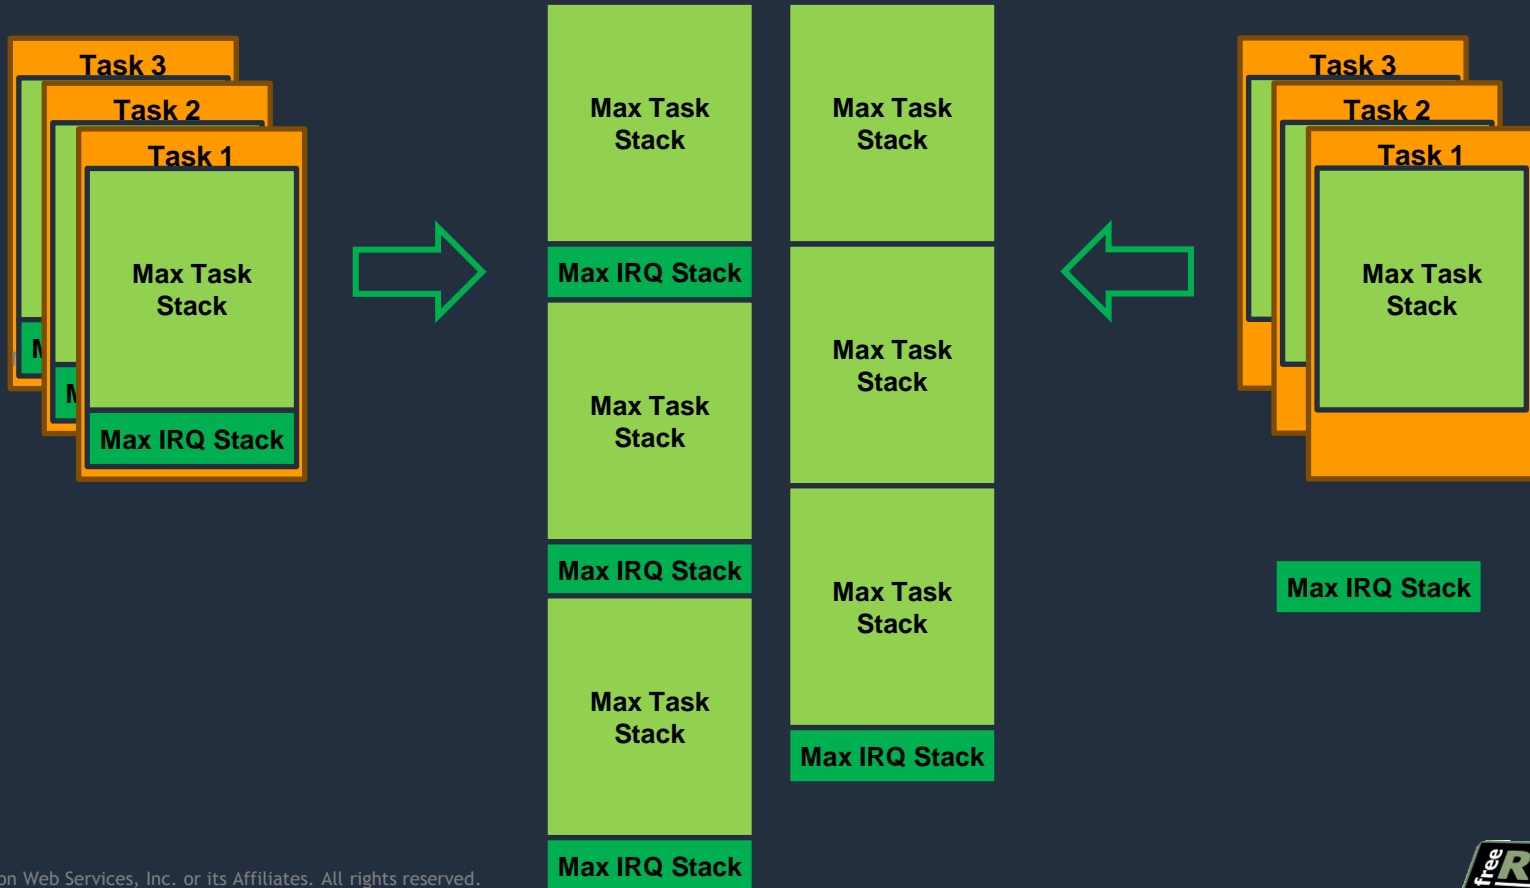 Task 3
Task 2
Task 1
Max Task
Stack
Max IRQ Stack
Max Task
Stack
Max IRQ Stack
Max Task
Stack
Max IRQ Stack
Max Task
Stack
Max IRQ Stack
Max Task
Stack
Max Task
Stack
Max Task
Stack
Max IRQ Stack
Task 3
Task 2
Task 1
Max Task
Stack
Max IRQ Stack
on Web Services, Inc. or its Affiliates. All rights reserved.
free
R